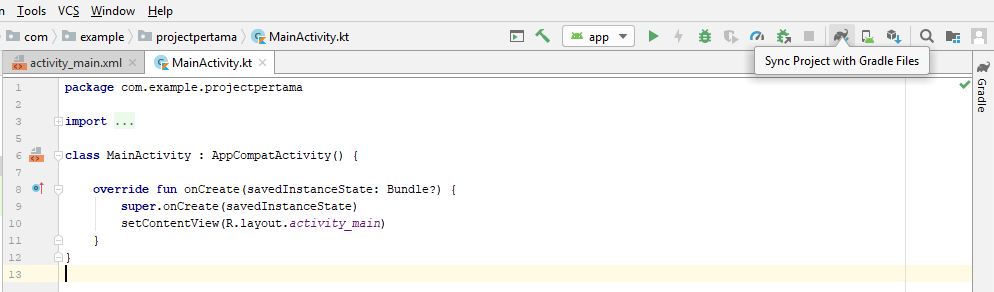 Tools VCS Window Help
com example projectpertama MainActivity.kt
app
Sync Project with Gradle Files
activity_main.xml MainActivity.kt
Gradle
1 package com.example.projectpertama
2
3 import ...
5
6 class MainActivity : AppCompatActivity() {
7
8 override fun onCreate(savedInstanceState: Bundle?) {
9 super.onCreate(savedInstanceState)
10 setContentView(R.layout.activity_main)
11 }
12 }
13